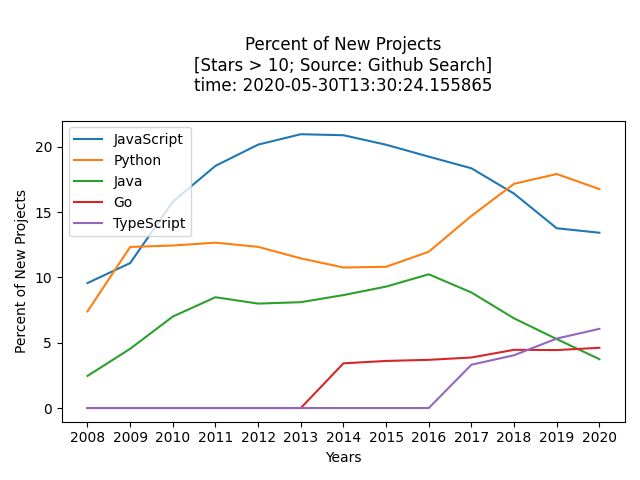 Percent of New Projects
[Stars > 10; Source: Github Search]
time: 2020-05-30T13:30:24.155865
JavaScript
Python
Java
Go
TypeScript
Percent of New Projects
20
15
10
5
0
2008 2009 2010 2011 2012 2013 2014 2015 2016 2017 2018 2019 2020
Years